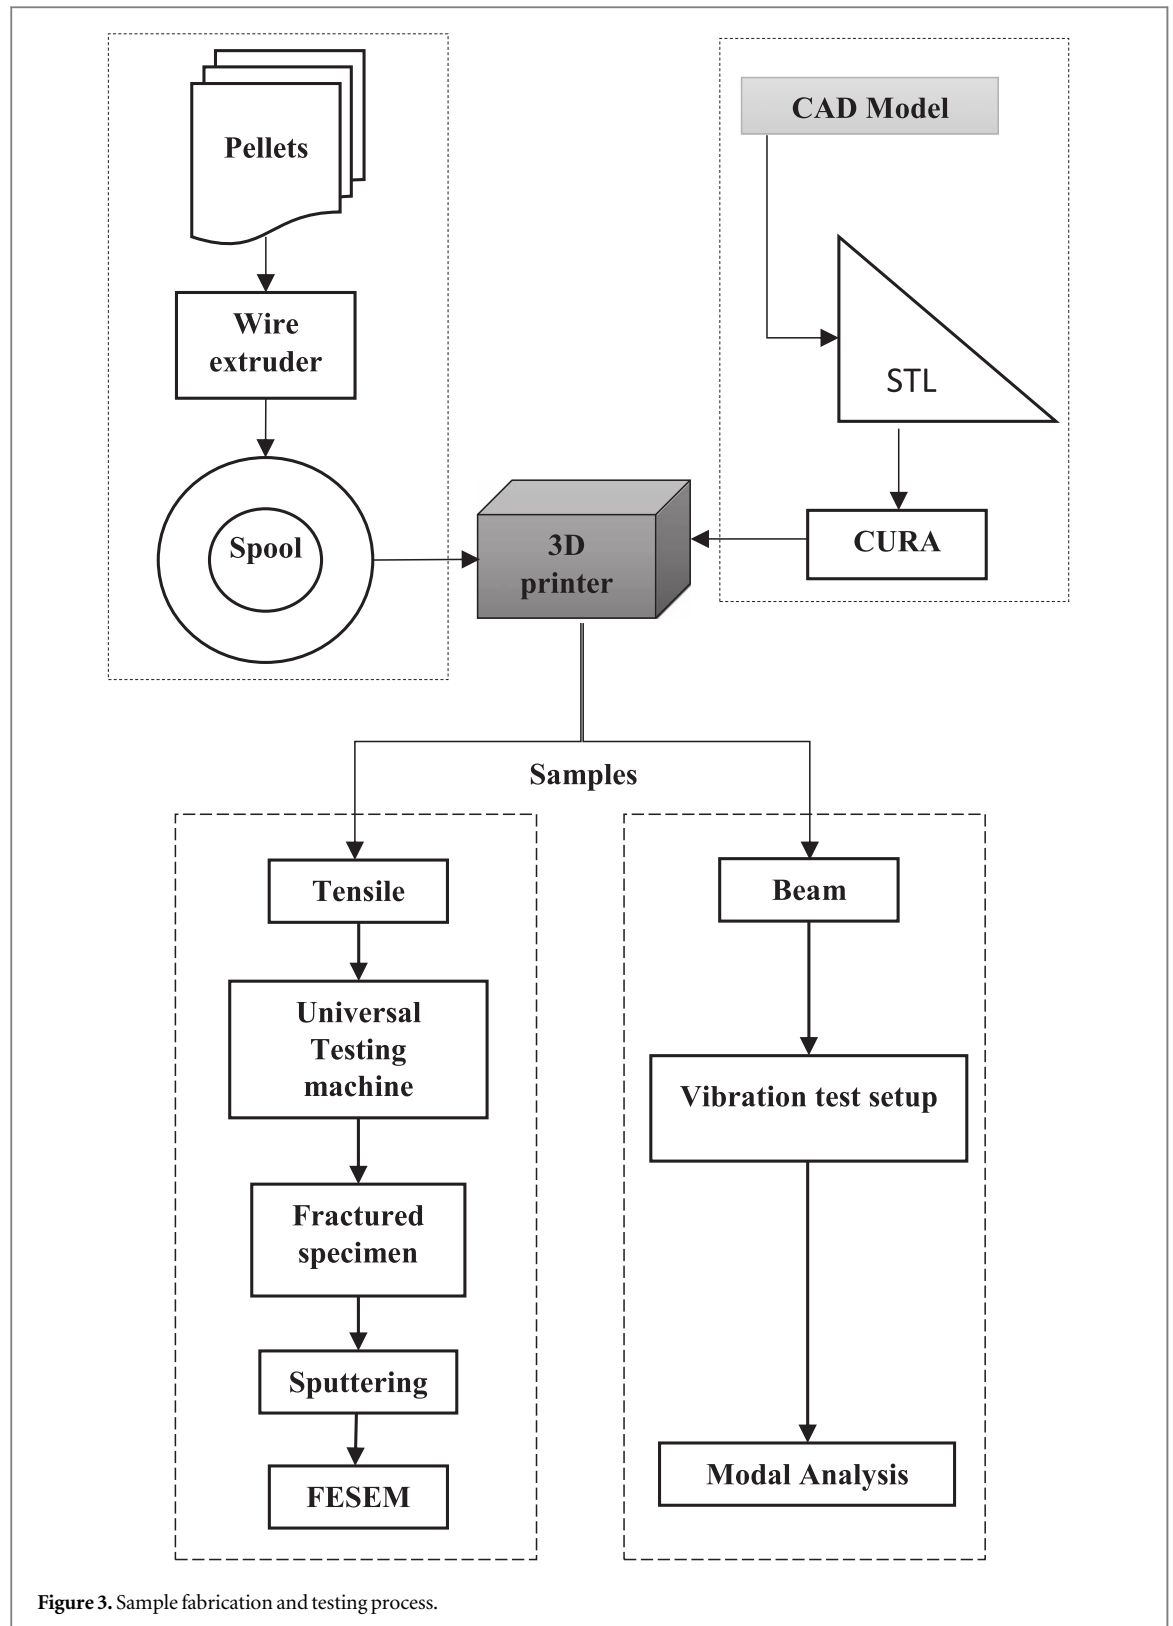 Pellets
Wire
extruder
Spool
CAD Model
STL
CURA
3D
printer
Samples
Tensile
Universal
Testing
machine
Fractured
specimen
Sputtering
FESEM
Beam
Vibration test setup
Modal Analysis
Figure 3. Sample fabrication and testing process.